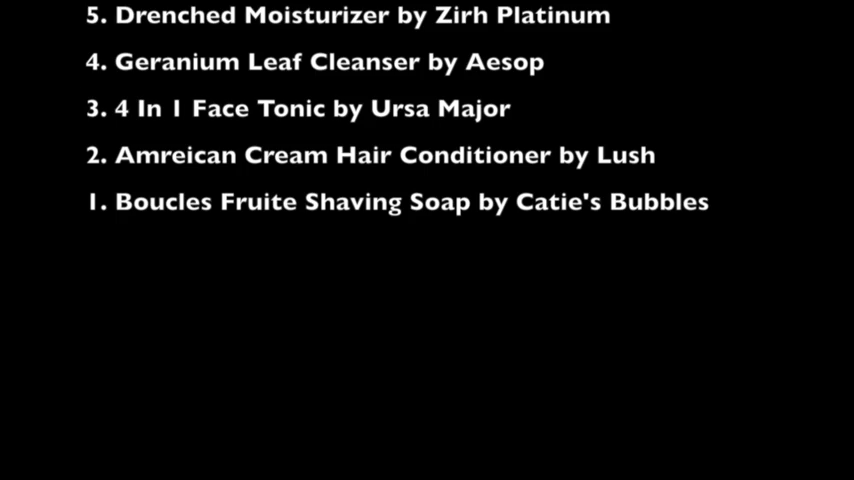 5. Drenched Moisturizer by Zirh Platinum
4. Geranium Leaf Cleanser by Aesop
3. 4 In 1 Face Tonic by Ursa Major
2. Amreican Cream Hair Conditioner by Lush
1. Boucles Fruite Shaving Soap by Catie's Bubbles